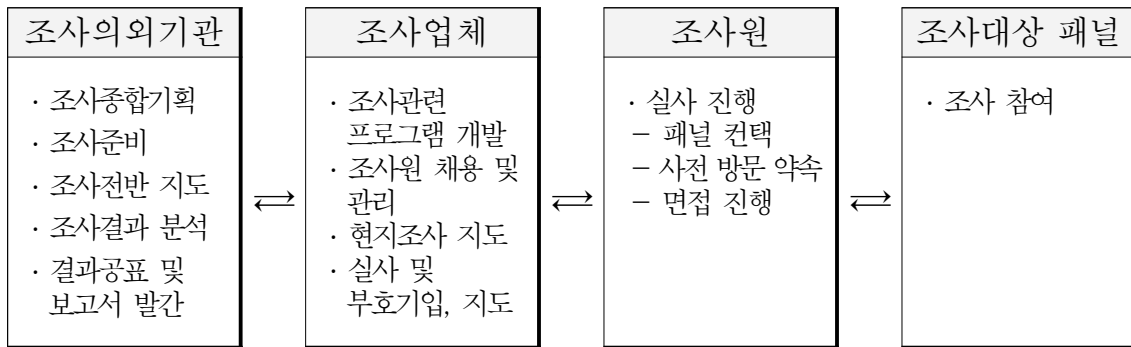 조사의외기관
· 조사종합기획
· 조사준비
· 조사전반 지도
· 조사결과 분석
· 결과공표 및
보고서 발간
⇄
조사업체
· 조사관련
프로그램 개발
· 조사원 채용 및
관리
· 현지조사 지도
· 실사 및
부호기입, 지도
⇄
조사원
· 실사 진행
- 패널 컨택
- 사전 방문 약속
- 면접 진행
⇄
조사대상 패널
· 조사 참여